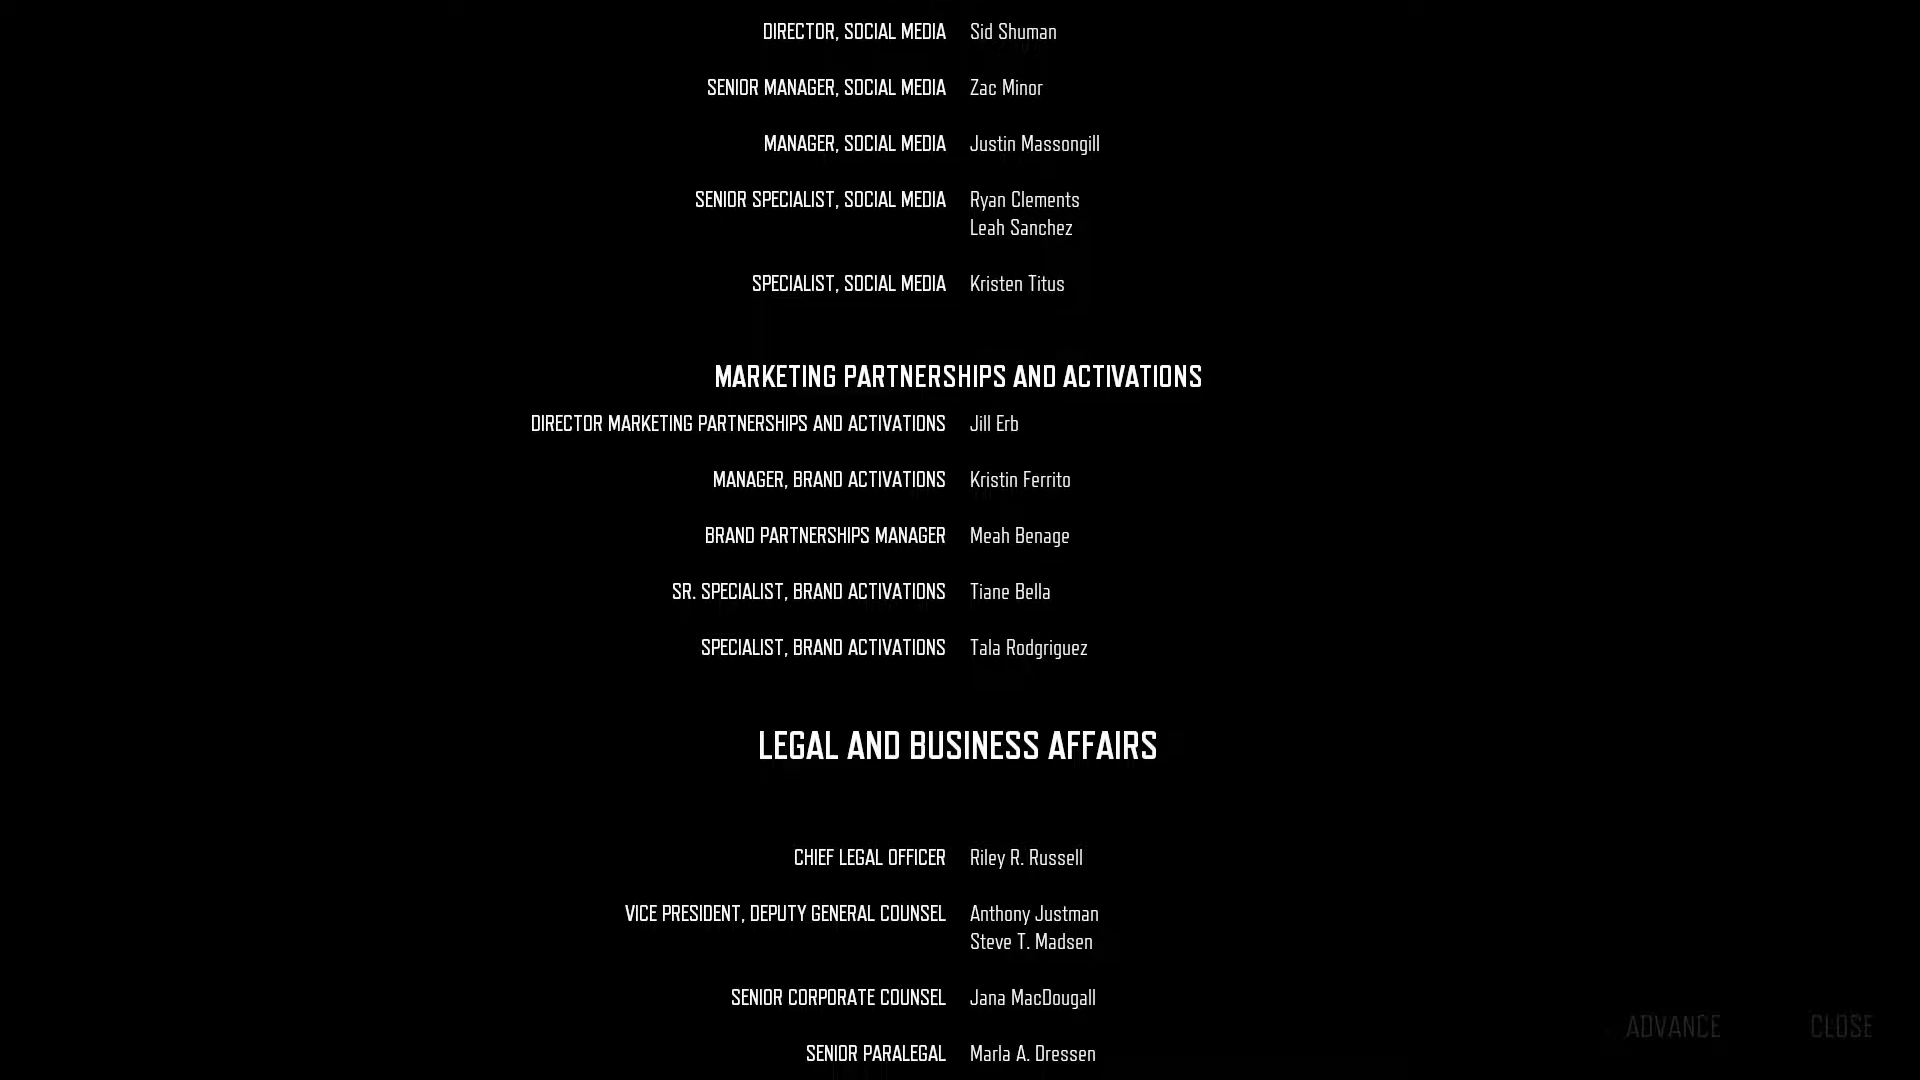 DIRECTOR, SOCIAL MEDIA Sid Shuman
SENIOR MANAGER, SOCIAL MEDIA Zac Minor
MANAGER, SOCIAL MEDIA Justin Massongill
SENIOR SPECIALIST, SOCIAL MEDIA Ryan Clements
Leah Sanchez
SPECIALIST, SOCIAL MEDIA Kristen Titus
MARKETING PARTNERSHIPS AND ACTIVATIONS
DIRECTOR MARKETING PARTNERSHIPS AND ACTIVATIONS Jill Erb
MANAGER, BRAND ACTIVATIONS Kristin Ferrito
BRAND PARTNERSHIPS MANAGER Meah Benage
SR. SPECIALIST, BRAND ACTIVATIONS Tiane Bella
SPECIALIST, BRAND ACTIVATIONS Tala Rodgriguez
LEGAL AND BUSINESS AFFAIRS
CHIEF LEGAL OFFICER Riley R. Russell
VICE PRESIDENT, DEPUTY GENERAL COUNSEL Anthony Justman
Steve T. Madsen
SENIOR CORPORATE COUNSEL Jana MacDougall
SENIOR PARALEGAL Marla A. Dressen
ADVANCE CLOSE